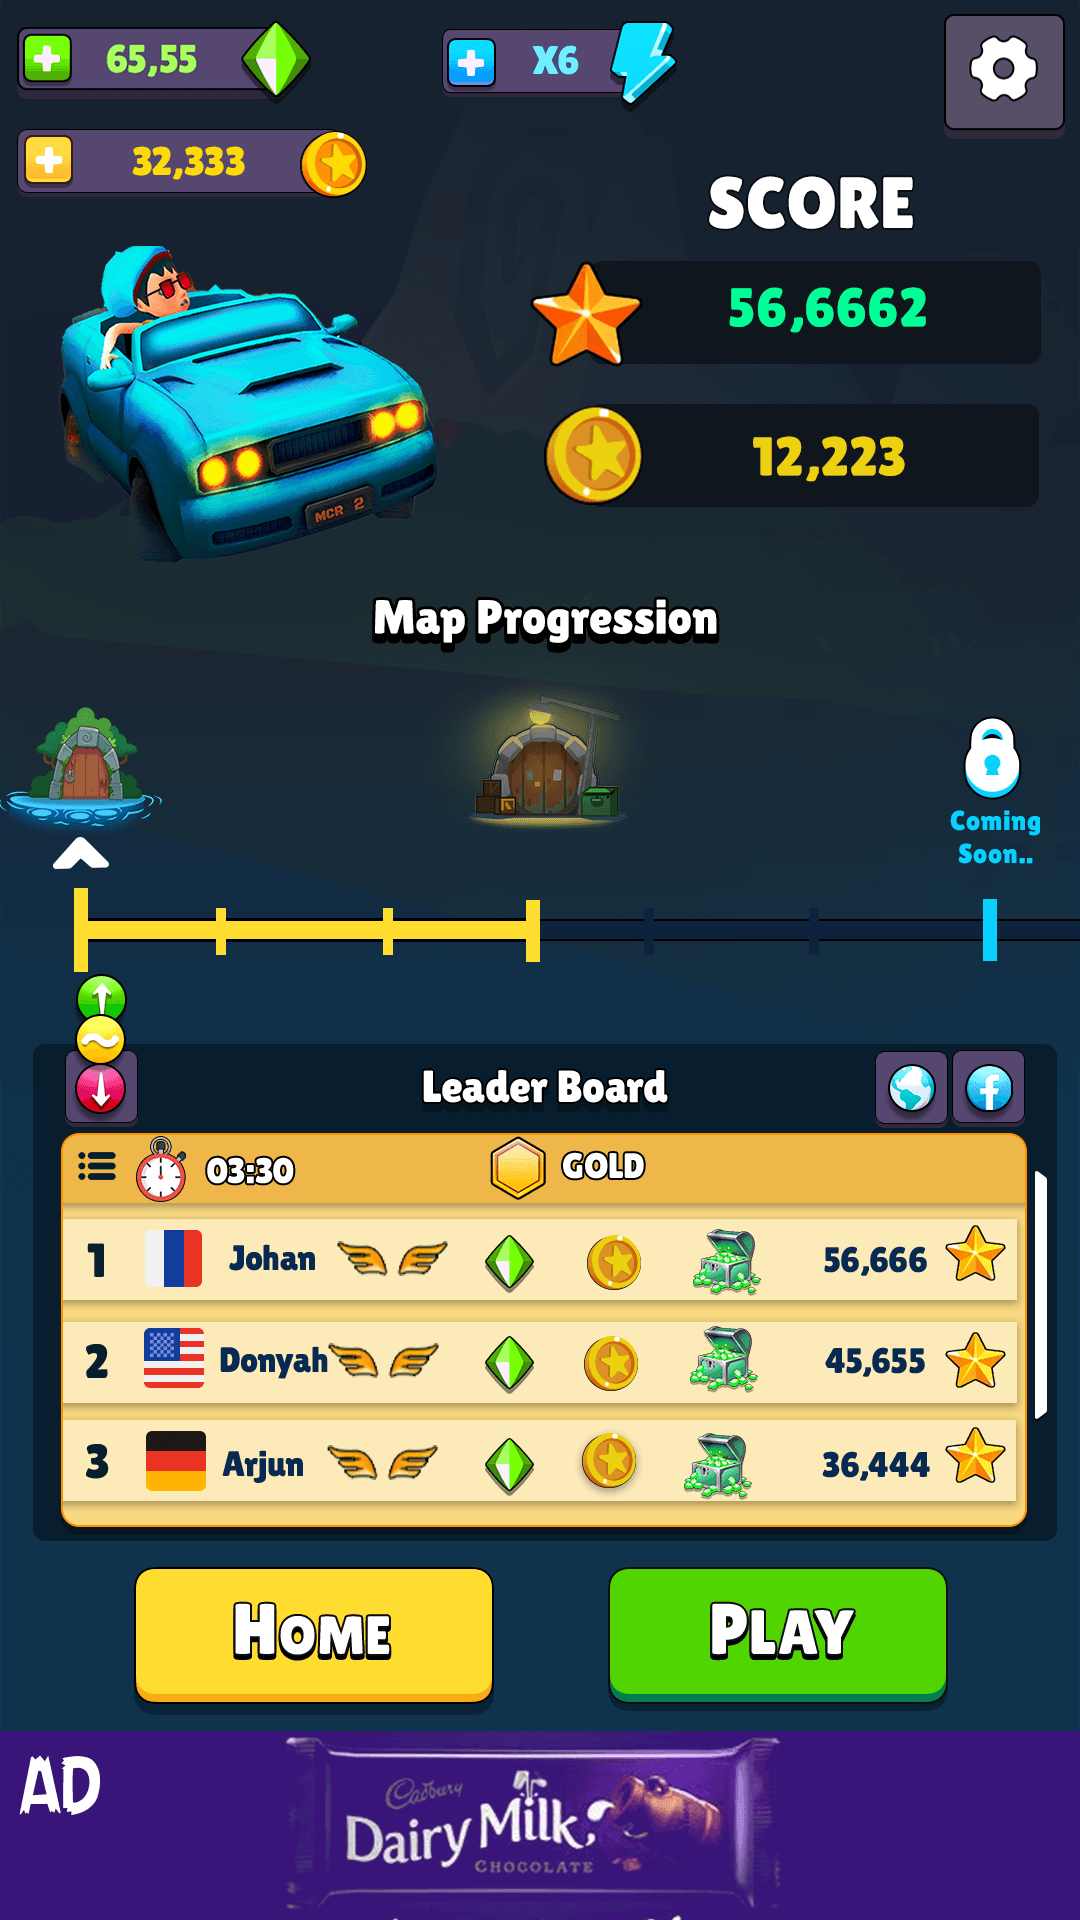 65,55
X6
32,333
SCORE
56,6662
12,223
MCR 2
Map Progression
Coming
Soon..
Leader Board
03:30
GOLD
1 Johan 56,666
2 Donyah 45,655
3 Arjun 36,444
HOME
PLAY
AD
Cadbury
Dairy Milk
CHOCOLATE